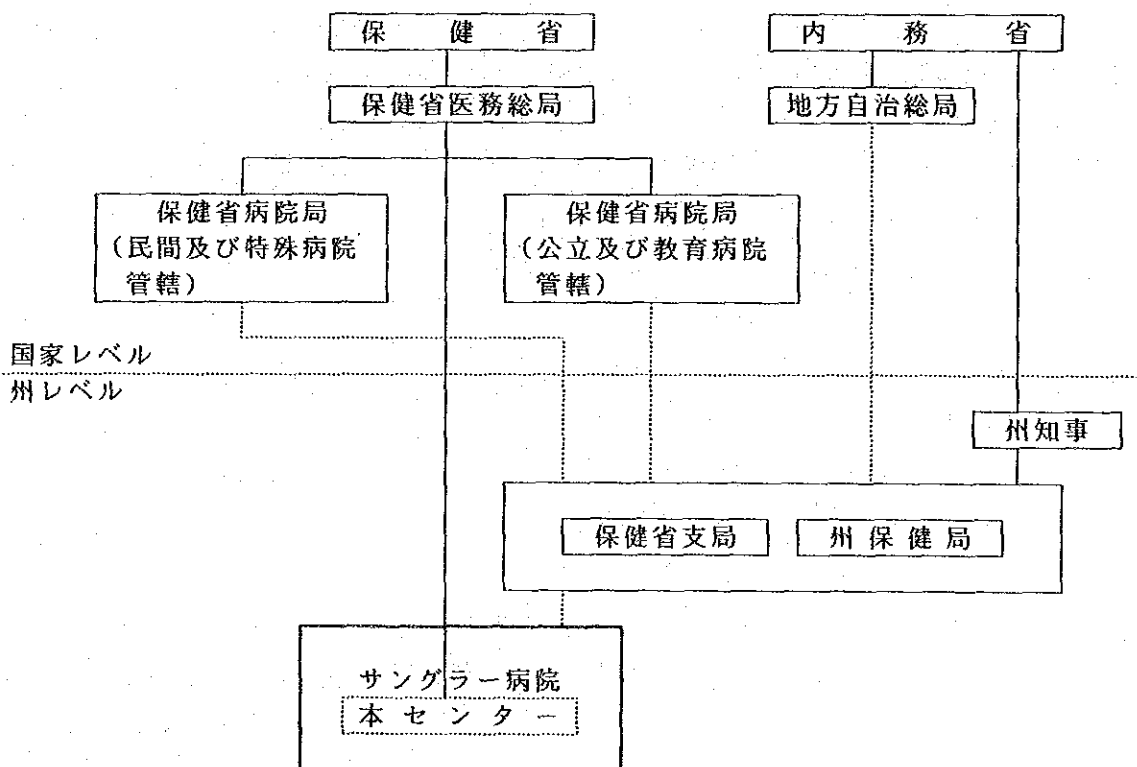 保健省
内務省
保健省医務総局
地方自治総局
保健省病院局
(民間及び特殊病院
管轄)
保健省病院局
(公立及び教育病院
管轄)
国家レベル
州レベル
州知事
保健省支局
州保健局
サングラー病院
本センター